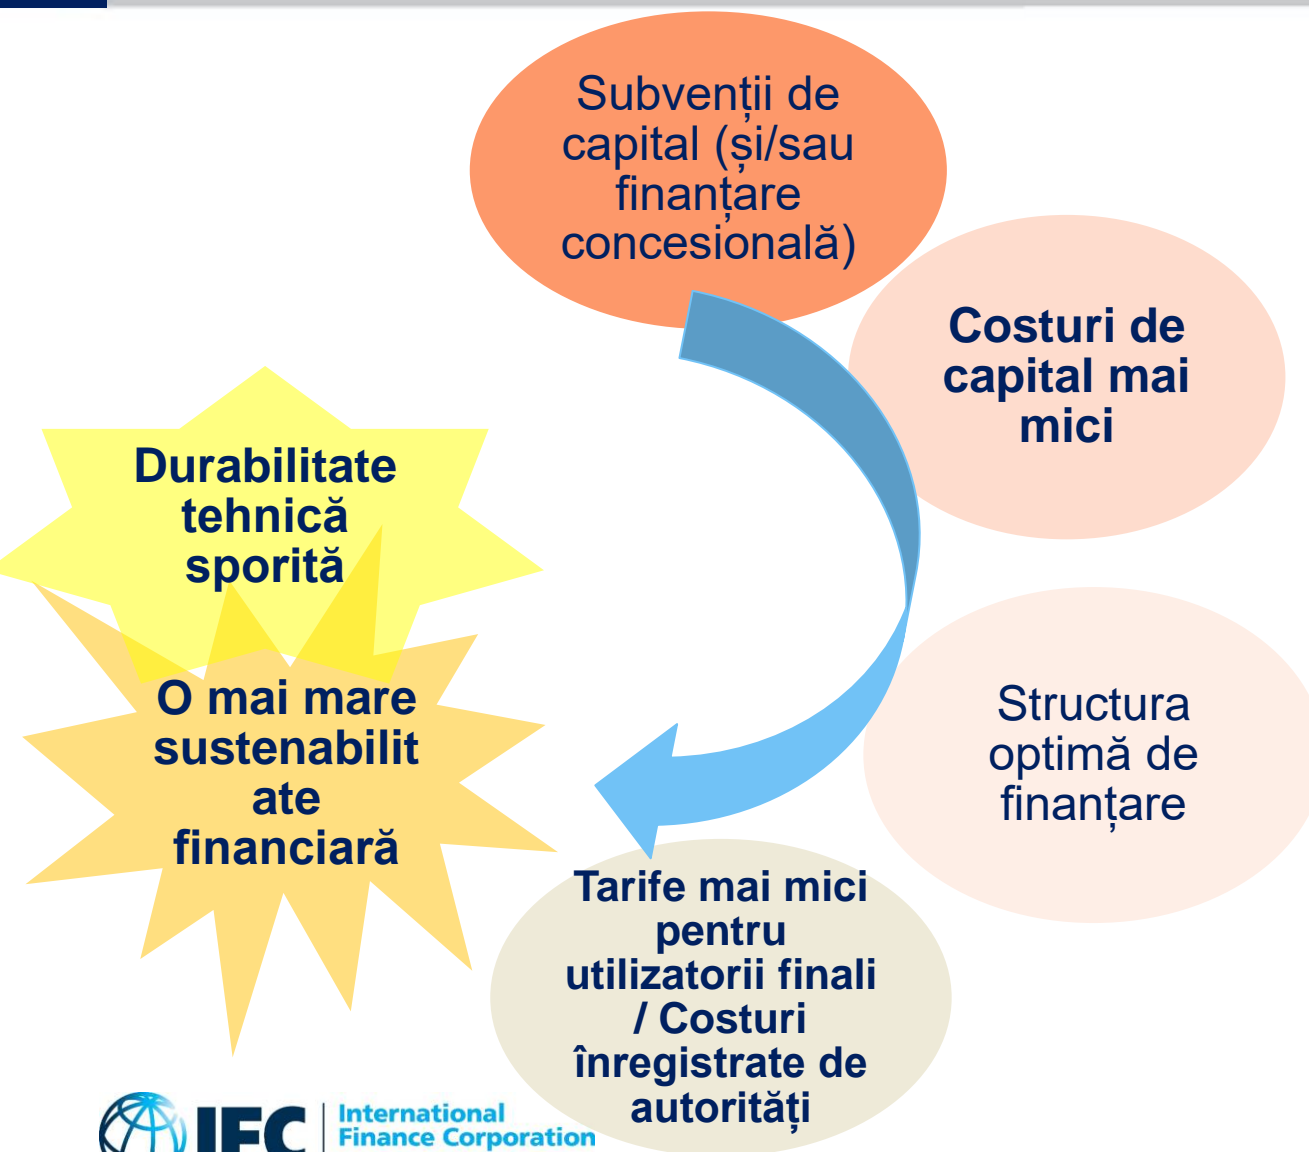 Subvenții de
capital (și/sau
finanțare
concesională)
Costuri de
capital mai
mici
Structura
optimă de
finanțare
Tarife mai mici
pentru
utilizatorii finali
/ Costuri
înregistrate de
autorități
Durabilitate
tehnică
sporită
O mai mare
sustenabilit
ate
financiară
IFC
International
Finance Corporation